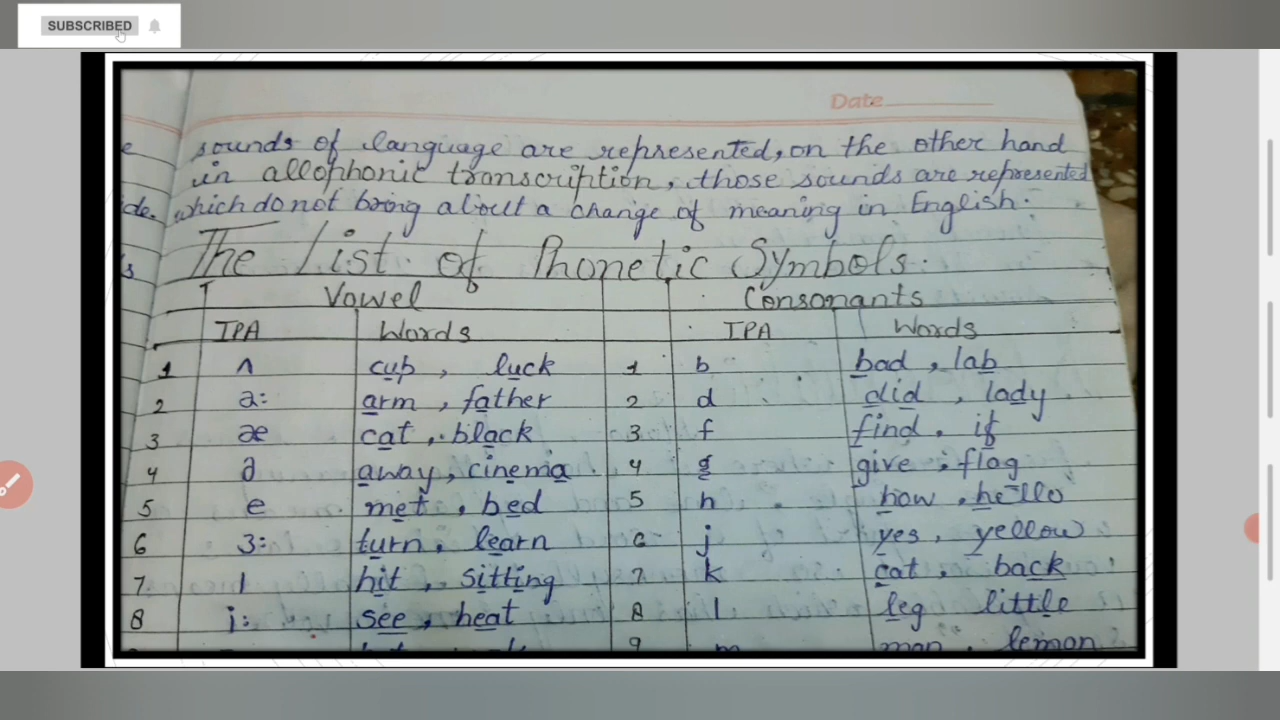 SUBSCRIBED
Date
e sounds of language are represented, on the other hand
in allophonic transcription, those sounds are represented
de. which do not bring about a change of meaning in English.
s The List of Phonetic Symbols.
Vowel Consonants
IPA Words IPA Words
1 ʌ cup, luck 1 b bad, lab
2 a: arm, father 2 d did, lady
3 æ cat, black 3 f find, if
4 ə away, cinema 4 g give, flag
5 e met, bed 5 h how, hello
6 3: turn, learn 6 j yes, yellow
7. I hit, sitting 7. k cat, back
8 i: see, heat 8 l leg little
9 m man, lemon